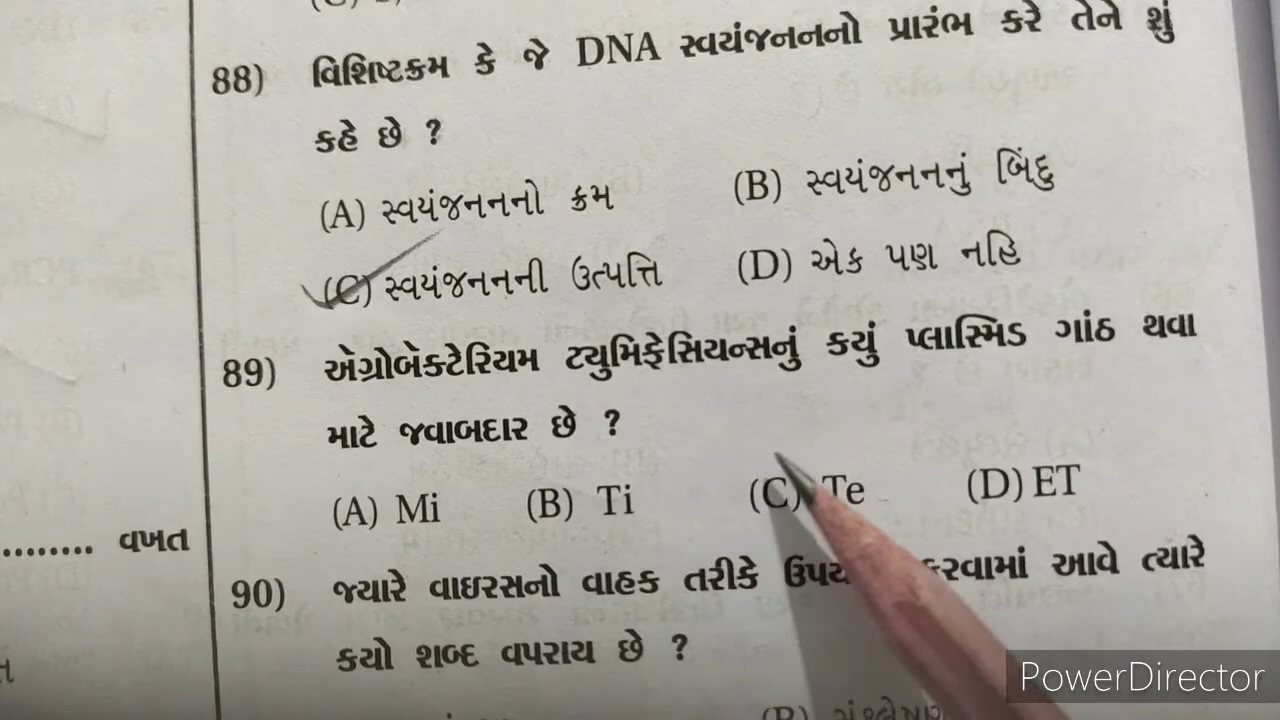 88) વિશિષ્ટક્રમ કે જે DNA સ્વયંજનનનો પ્રારંભ કરે તેને શું
કહે છે ?
(A) સ્વયંજનનનો ક્રમ (B) સ્વયંજનનનું બિંદુ
(C) સ્વયંજનનની ઉત્પત્તિ (D) એક પણ નહિ
89) એગ્રોબેક્ટેરિયમ ટ્યુમિફેસિયન્સનું કયું પ્લાસ્મિડ ગાંઠ થવા
માટે જવાબદાર છે ?
(A) Mi (B) Ti (C) Te (D) ET
......... વખત
90) જ્યારે વાઇરસનો વાહક તરીકે કરવામાં આવે ત્યારે
કયો શબ્દ વપરાય છે ?
PowerDirector